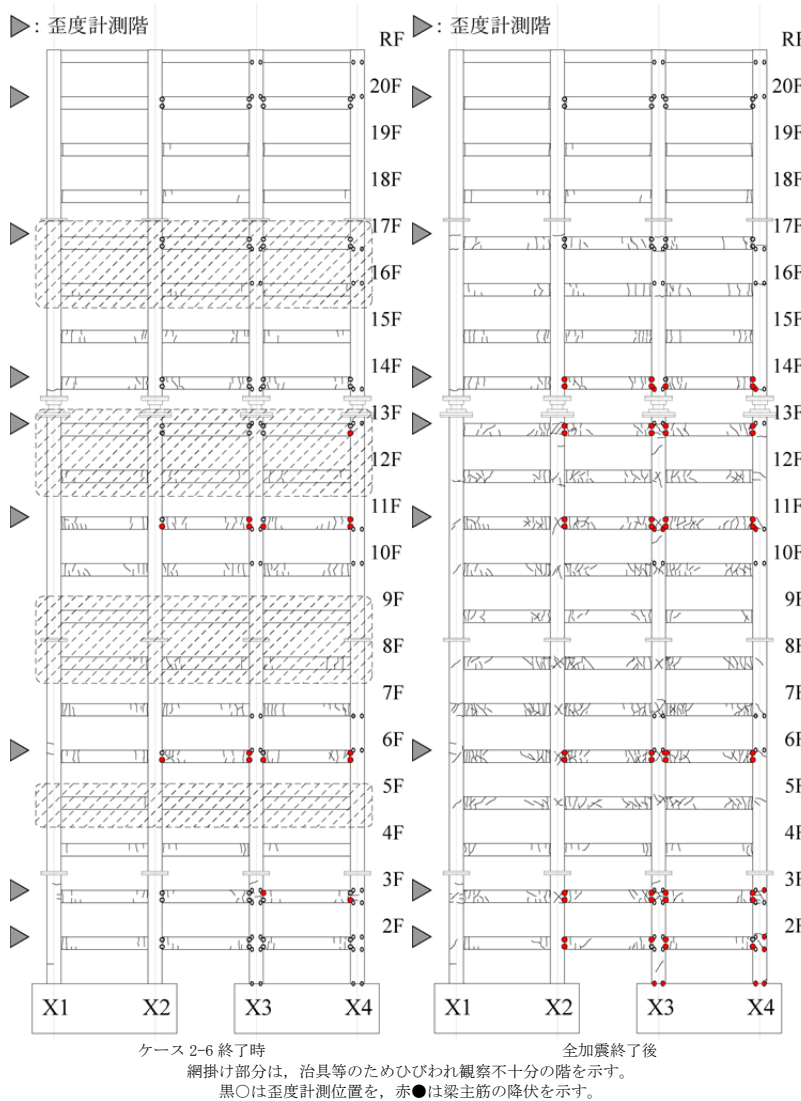 ▶: 歪度計測階
RF
20F
19F
18F
17F
16F
15F
14F
13F
12F
11F
10F
9F
8F
7F
6F
5F
4F
3F
2F
X1 X2 X3 X4
ケース 2-6 終了時
▶: 歪度計測階
RF
20F
19F
18F
17F
16F
15F
14F
13F
12F
11F
10F
9F
8F
7F
6F
5F
4F
3F
2F
X1 X2 X3 X4
全加震終了後
網掛け部分は，治具等のためひびわれ観察不十分の階を示す。
黒○は歪度計測位置を，赤●は梁主筋の降伏を示す。